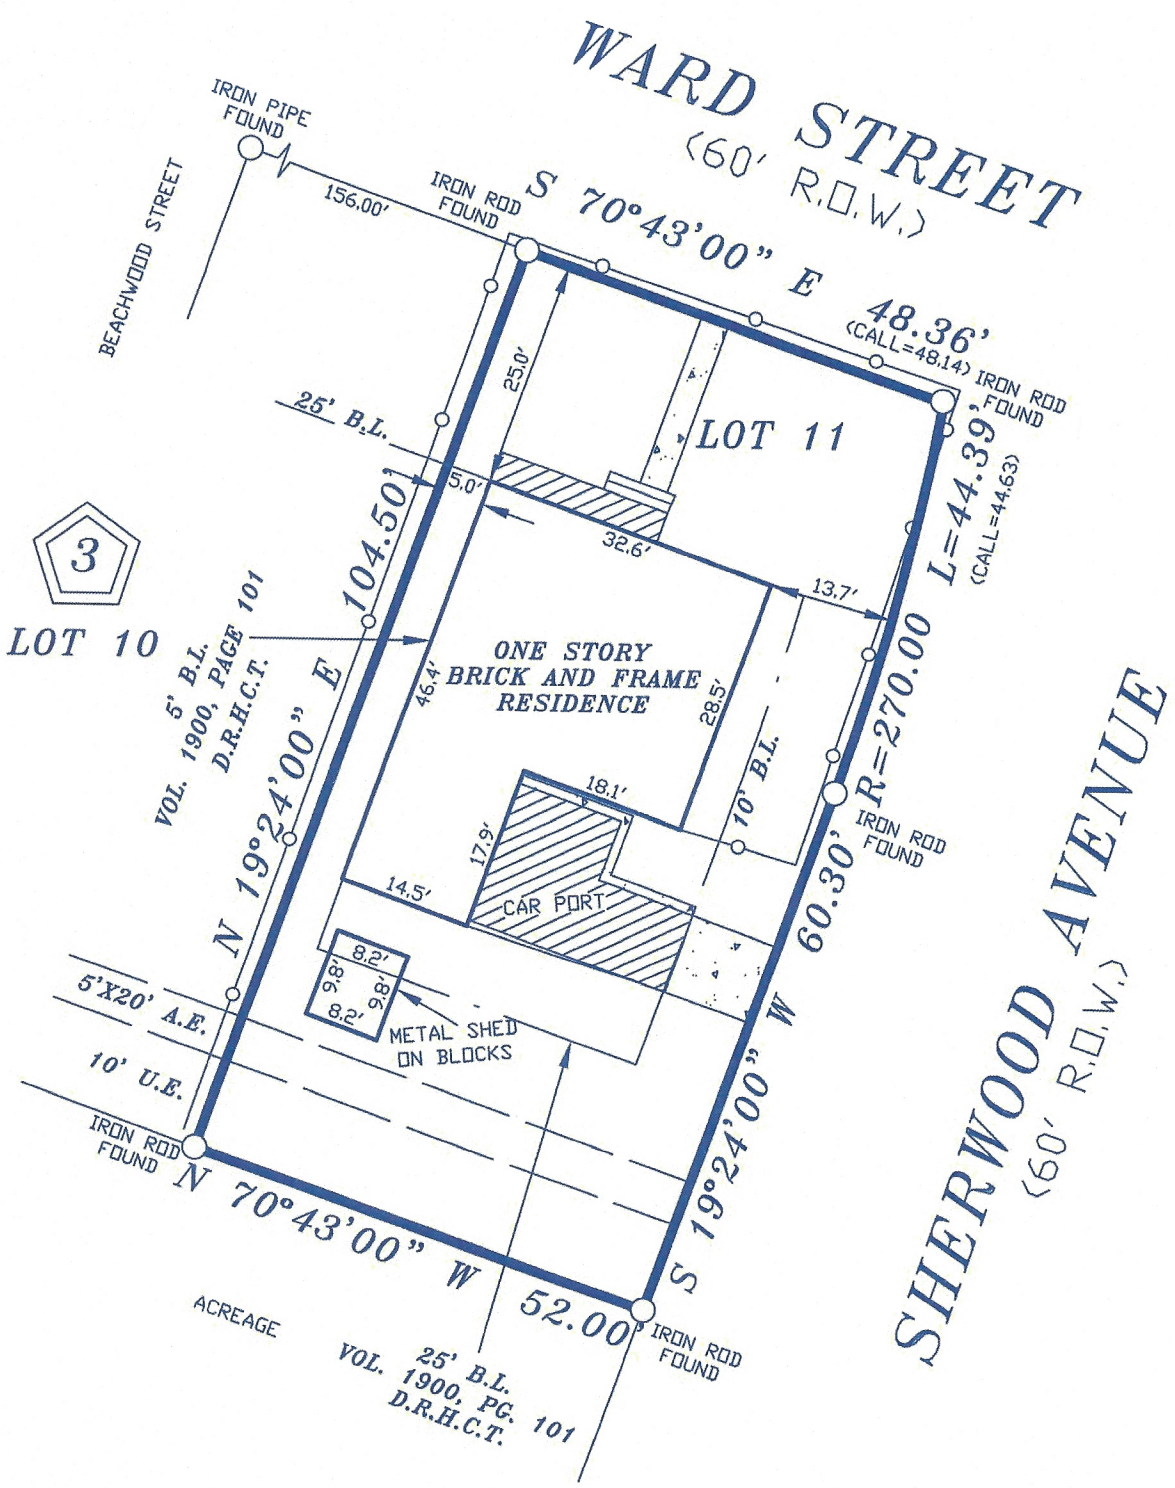 WARD STREET
(60' R.O.W.)
IRON PIPE
FOUND
156.00'
BEACHWOOD STREET
IRON ROD
FOUND
S 70°43'00" E
48.36'
(CALL=48.14)
IRON ROD
FOUND
25.0'
LOT 11
25' B.L.
5.0'
L=44.39'
(CALL=44.63)
32.6'
13.7'
3
LOT 10
5' B.L.
VOL. 1900, PAGE 101
D.R.H.C.T.
N 19°24'00" E 104.50'
46.4'
ONE STORY
BRICK AND FRAME
RESIDENCE
28.5'
10' B.L.
R=270.00
IRON ROD
FOUND
18.1'
17.9'
14.5'
CAR PORT
8.2'
9.8'
9.8'
8.2'
METAL SHED
ON BLOCKS
5'X20' A.E.
10' U.E.
IRON ROD
FOUND
S 19°24'00" W 60.30'
SHERWOOD AVENUE
(60' R.O.W.)
N 70°43'00" W 52.00'
IRON ROD
FOUND
ACREAGE
25' B.L.
VOL. 1900, PG. 101
D.R.H.C.T.